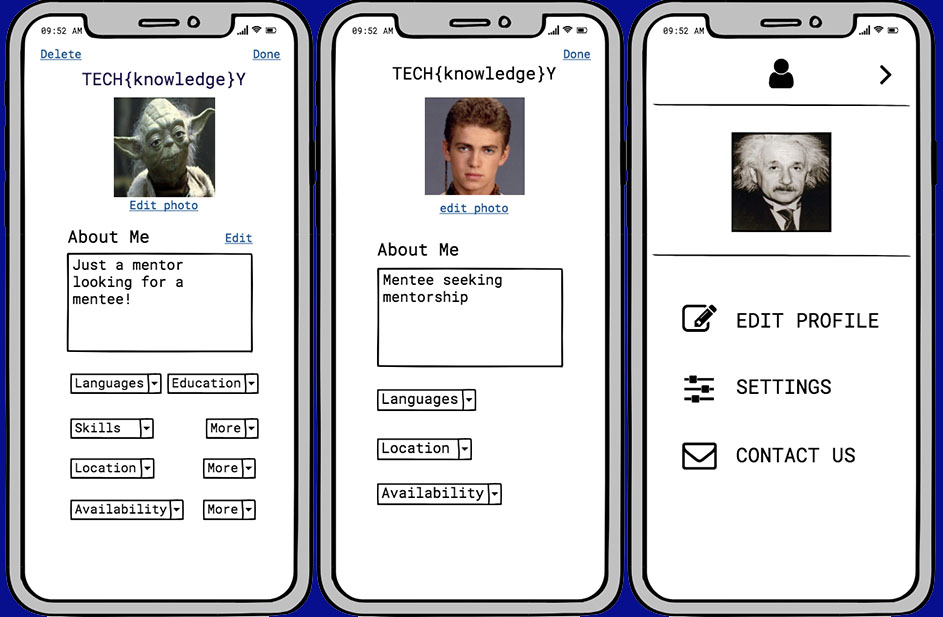 09:52 AM
Delete
Done
TECH{knowledge}Y
Edit photo
About Me
Edit
Just a mentor
looking for a
mentee!
Languages
Education
Skills
More
Location
More
Availability
More
09:52 AM
Done
TECH{knowledge}Y
edit photo
About Me
Mentee seeking
mentorship
Languages
Location
Availability
09:52 AM
EDIT PROFILE
SETTINGS
CONTACT US